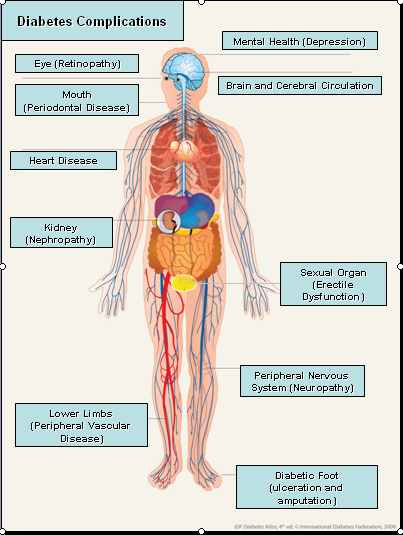 Diabetes Complications
Mental Health (Depression)
Eye (Retinopathy)
Brain and Cerebral Circulation
Mouth
(Periodontal Disease)
Heart Disease
Kidney
(Nephropathy)
Sexual Organ
(Erectile
Dysfunction)
Peripheral Nervous
System (Neuropathy)
Lower Limbs
(Peripheral Vascular
Disease)
Diabetic Foot
(ulceration and
amputation)
IDF Diabetes Atlas, 4th ed. © International Diabetes Federation, 2009